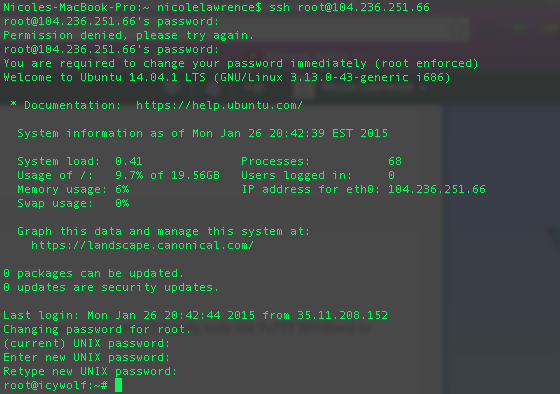 Nicoles-MacBook-Pro:~ nicolelawrence$ ssh root@104.236.251.66
root@104.236.251.66's password:
Permission denied, please try again.
root@104.236.251.66's password:
You are required to change your password immediately (root enforced)
Welcome to Ubuntu 14.04.1 LTS (GNU/Linux 3.13.0-43-generic i686)

 * Documentation:  https://help.ubuntu.com/

  System information as of Mon Jan 26 20:42:39 EST 2015

  System load:  0.41              Processes:           68
  Usage of /:   9.7% of 19.56GB   Users logged in:     0
  Memory usage: 6%                IP address for eth0: 104.236.251.66
  Swap usage:   0%

  Graph this data and manage this system at:
    https://landscape.canonical.com/

0 packages can be updated.
0 updates are security updates.

Last login: Mon Jan 26 20:42:44 2015 from 35.11.208.152
Changing password for root.
(current) UNIX password:
Enter new UNIX password:
Retype new UNIX password:
root@icywolf:~#